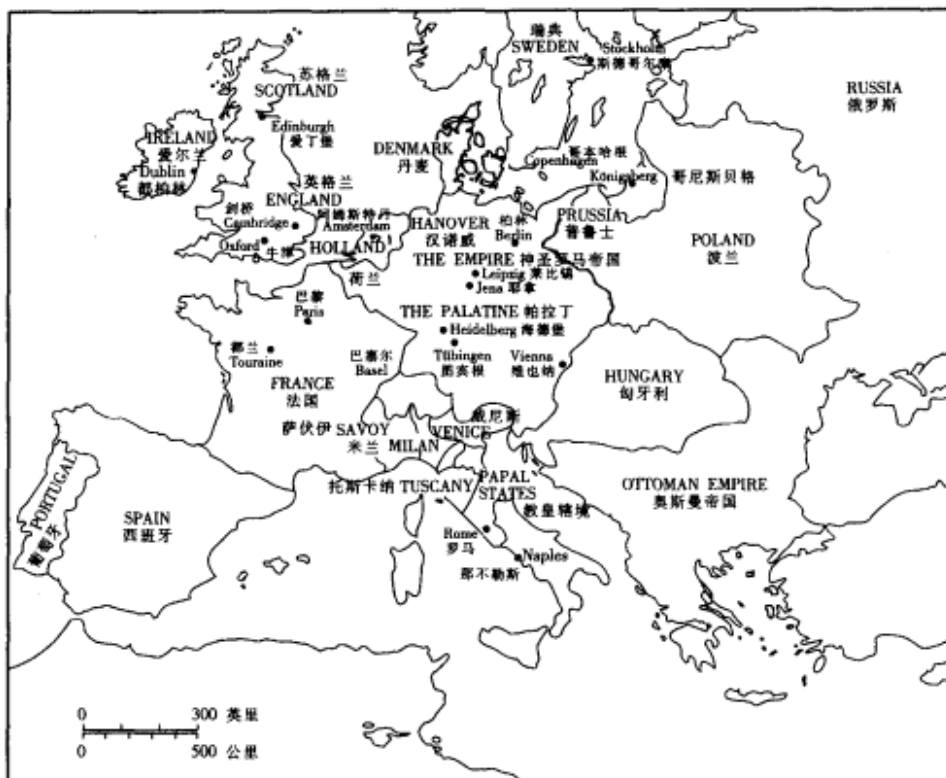 瑞典
SWEDEN
Stockholm
斯德哥尔摩
苏格兰
SCOTLAND
RUSSIA
俄罗斯
Edinburgh
爱丁堡
IRELAND
爱尔兰
Dublin
都柏林
DENMARK
丹麦
哥本哈根
Copenhagen
Königsberg
哥尼斯贝格
英格兰
ENGLAND
剑桥
Cambridge
Oxford
牛津
阿姆斯特丹
Amsterdam
HOLLAND
荷兰
HANOVER
汉诺威
柏林
Berlin
PRUSSIA
普鲁士
POLAND
波兰
THE EMPIRE 神圣罗马帝国
Leipzig 莱比锡
Jena 耶拿
巴黎
Paris
THE PALATINE 帕拉丁
Heidelberg 海德堡
都兰
Touraine
巴塞尔
Basel
Tübingen
图宾根
Vienna
维也纳
HUNGARY
匈牙利
FRANCE
法国
萨伏伊 SAVOY
米兰 MILAN
威尼斯
VENICE
托斯卡纳 TUSCANY
PAPAL
STATES
教皇辖境
OTTOMAN EMPIRE
奥斯曼帝国
PORTUGAL
葡萄牙
SPAIN
西班牙
Rome
罗马
Naples
那不勒斯
0 300 英里
0 500 公里